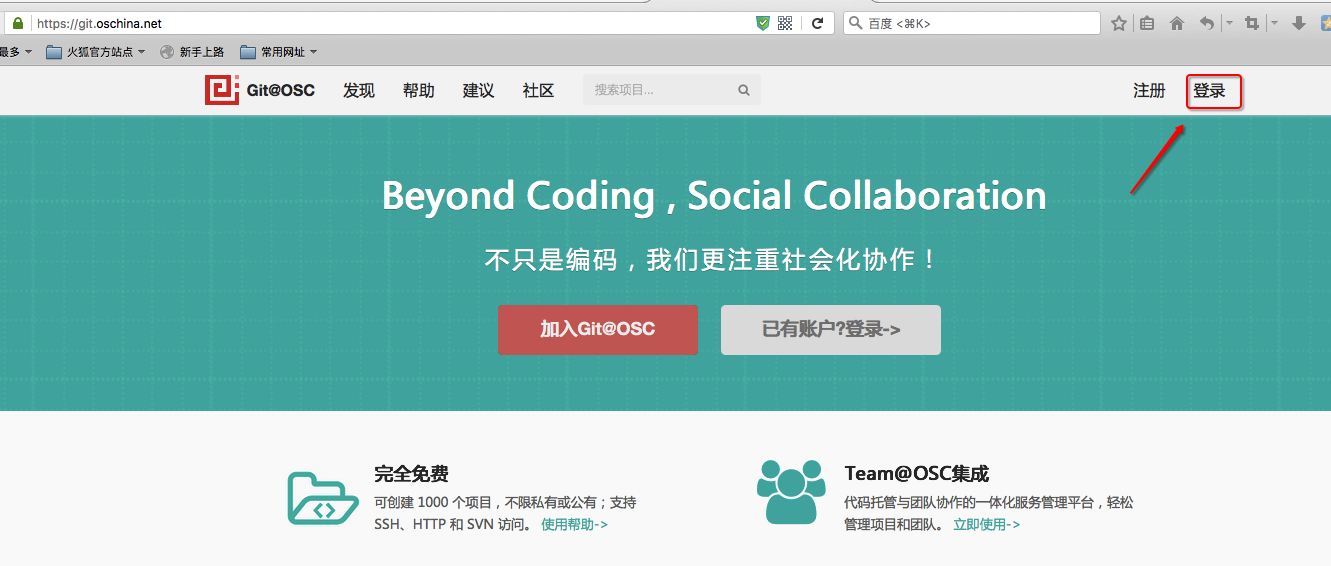 https://git.oschina.net
百度 <⌘K>
最多
火狐官方站点
新手上路
常用网址
Git@OSC
发现
帮助
建议
社区
搜索项目...
注册
登录
Beyond Coding , Social Collaboration
不只是编码，我们更注重社会化协作！
加入Git@OSC
已有账户?登录->
完全免费
可创建 1000 个项目，不限私有或公有；支持
SSH、HTTP 和 SVN 访问。 使用帮助->
Team@OSC集成
代码托管与团队协作的一体化服务管理平台，轻松
管理项目和团队。 立即使用->